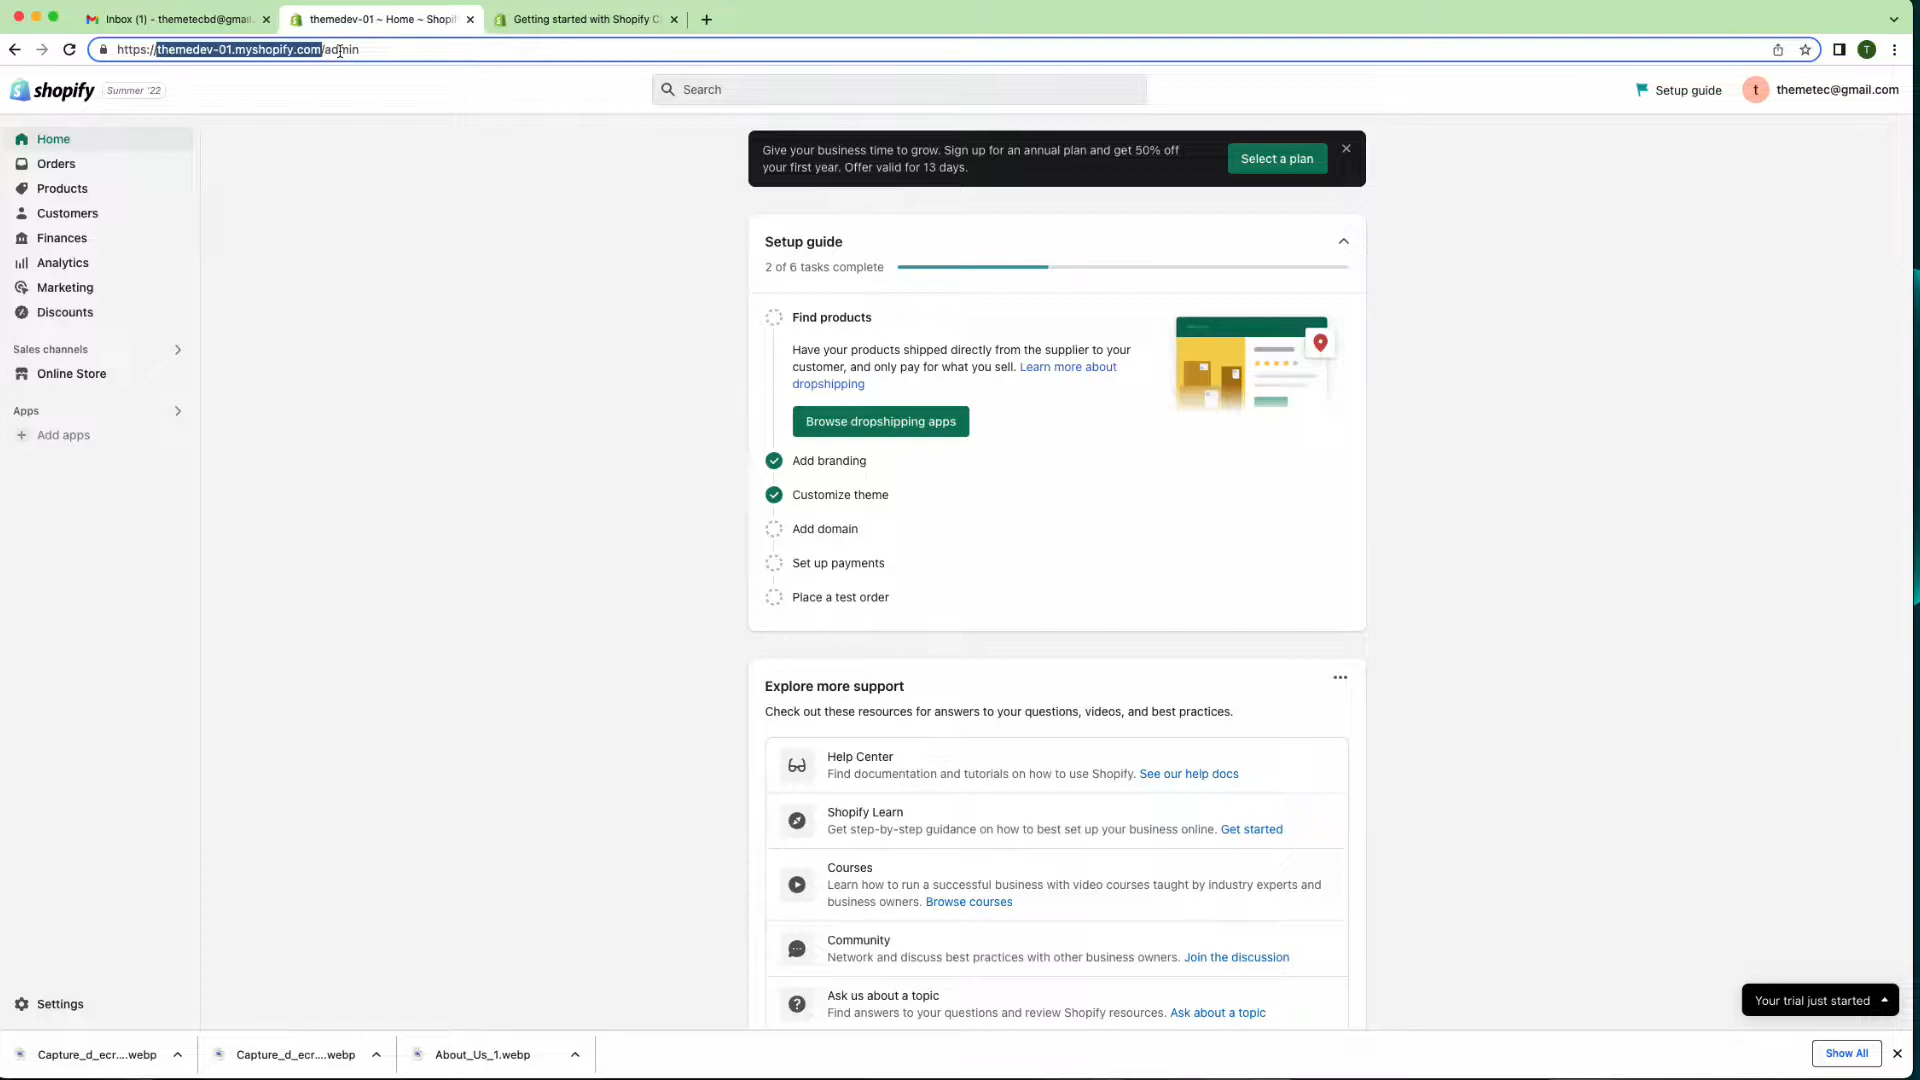 Inbox (1) - themetecbd@gmail.
themedev-01 ~ Home ~ Shopif
Getting started with Shopify C
https://themedev-01.myshopify.com/admin
T
shopify
Summer '22
Search
Setup guide
t
themetec@gmail.com
Home
Orders
Products
Customers
Finances
Analytics
Marketing
Discounts
Sales channels
Online Store
Apps
Add apps
Settings
Give your business time to grow. Sign up for an annual plan and get 50% off
your first year. Offer valid for 13 days.
Select a plan
Setup guide
2 of 6 tasks complete
Find products
Have your products shipped directly from the supplier to your
customer, and only pay for what you sell. Learn more about
dropshipping
Browse dropshipping apps
Add branding
Customize theme
Add domain
Set up payments
Place a test order
Explore more support
Check out these resources for answers to your questions, videos, and best practices.
Help Center
Find documentation and tutorials on how to use Shopify. See our help docs
Shopify Learn
Get step-by-step guidance on how to best set up your business online. Get started
Courses
Learn how to run a successful business with video courses taught by industry experts and
business owners. Browse courses
Community
Network and discuss best practices with other business owners. Join the discussion
Ask us about a topic
Find answers to your questions and review Shopify resources. Ask about a topic
Your trial just started
Capture_d_ecr....webp
Capture_d_ecr....webp
About_Us_1.webp
Show All